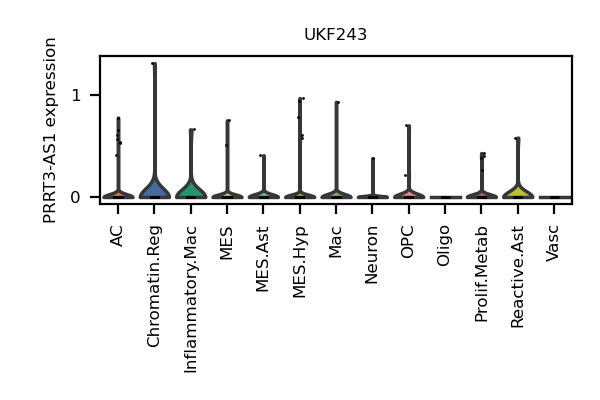 UKF243
PRRT3-AS1 expression
1
0
AC
Chromatin.Reg
Inflammatory.Mac
MES
MES.Ast
MES.Hyp
Mac
Neuron
OPC
Oligo
Prolif.Metab
Reactive.Ast
Vasc